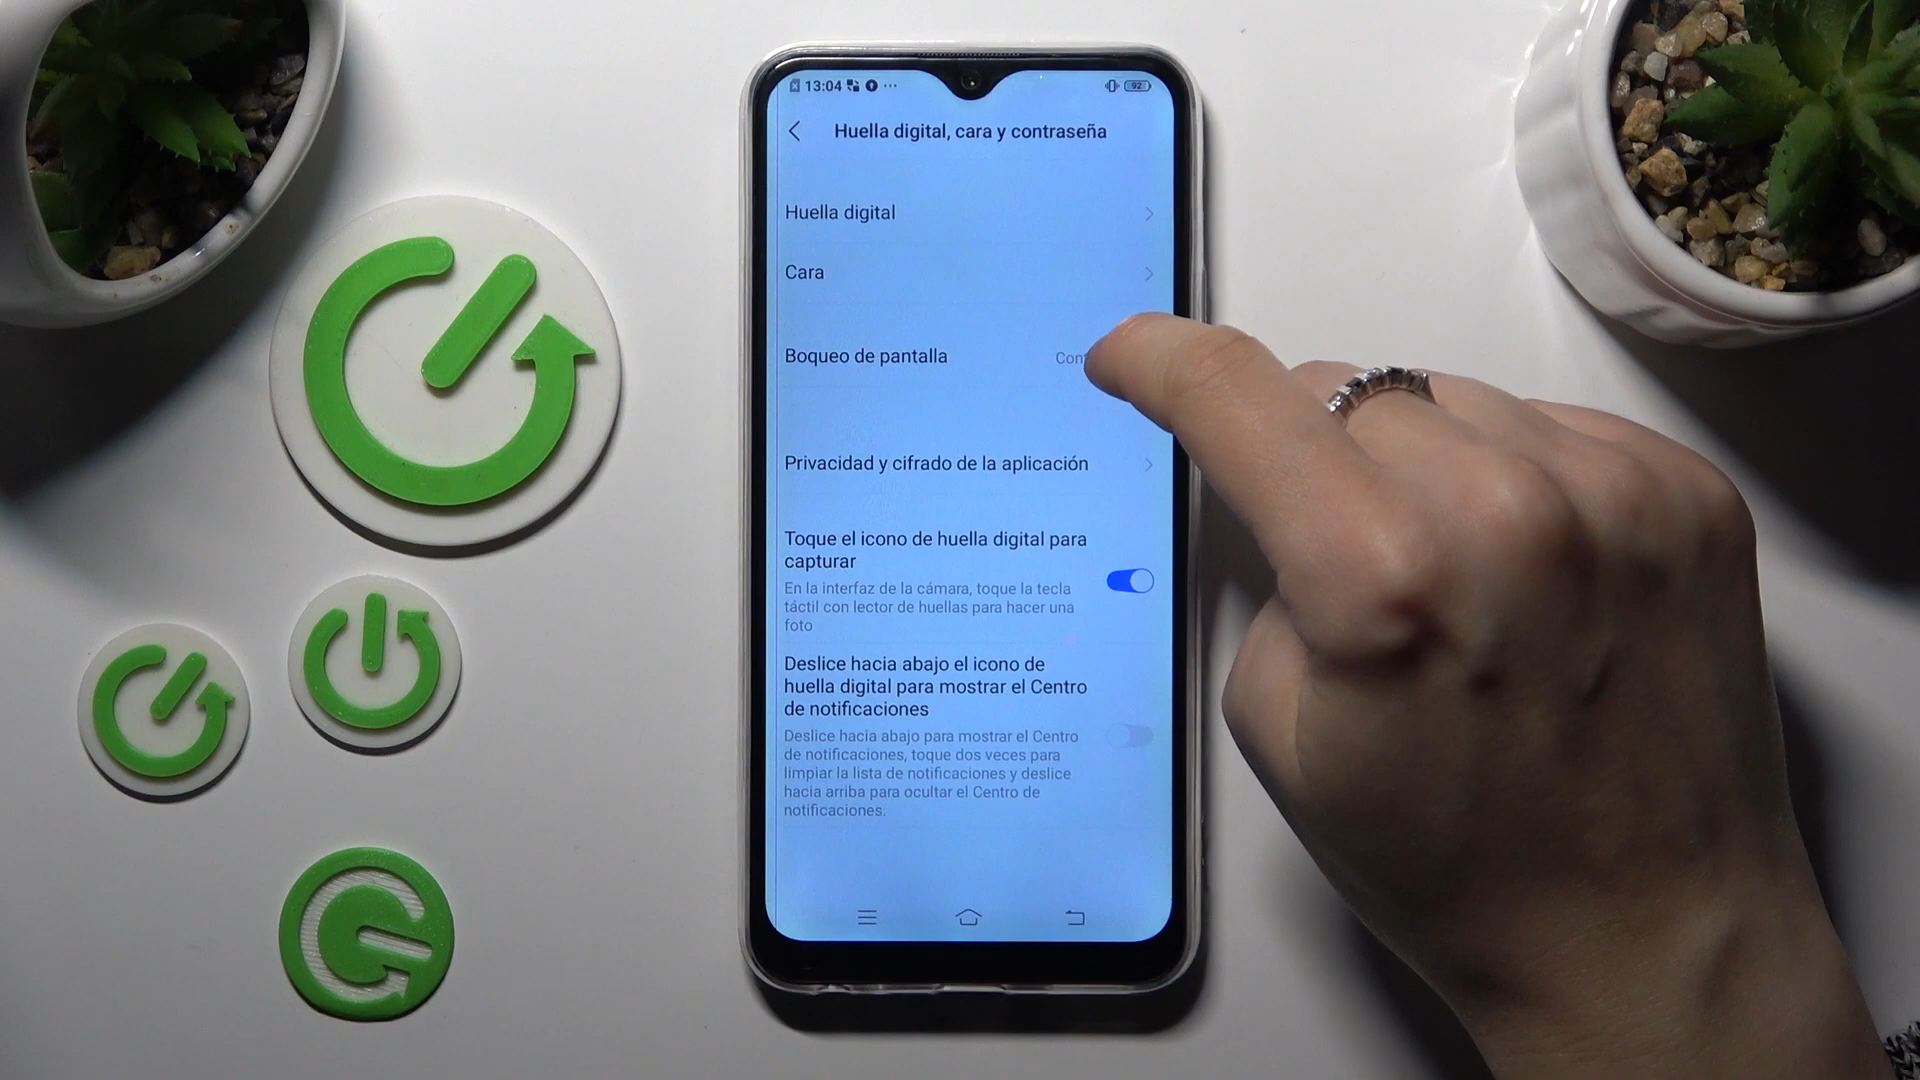 13:04
92
Huella digital, cara y contraseña
Huella digital
Cara
Boqueo de pantalla
Privacidad y cifrado de la aplicación
Toque el icono de huella digital para
capturar
En la interfaz de la cámara, toque la tecla
táctil con lector de huellas para hacer una
foto
Deslice hacia abajo el icono de
huella digital para mostrar el Centro
de notificaciones
Deslice hacia abajo para mostrar el Centro
de notificaciones, toque dos veces para
limpiar la lista de notificaciones y deslice
hacia arriba para ocultar el Centro de
notificaciones.